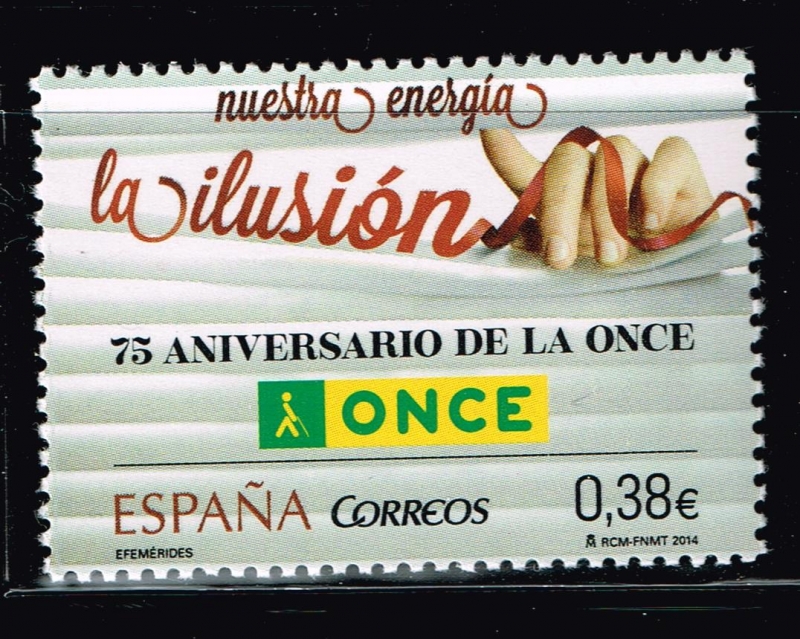 nuestra energía
la ilusión
75 ANIVERSARIO DE LA ONCE
ONCE
ESPAÑA CORREOS 0,38€
EFEMÉRIDES RCM-FNMT 2014